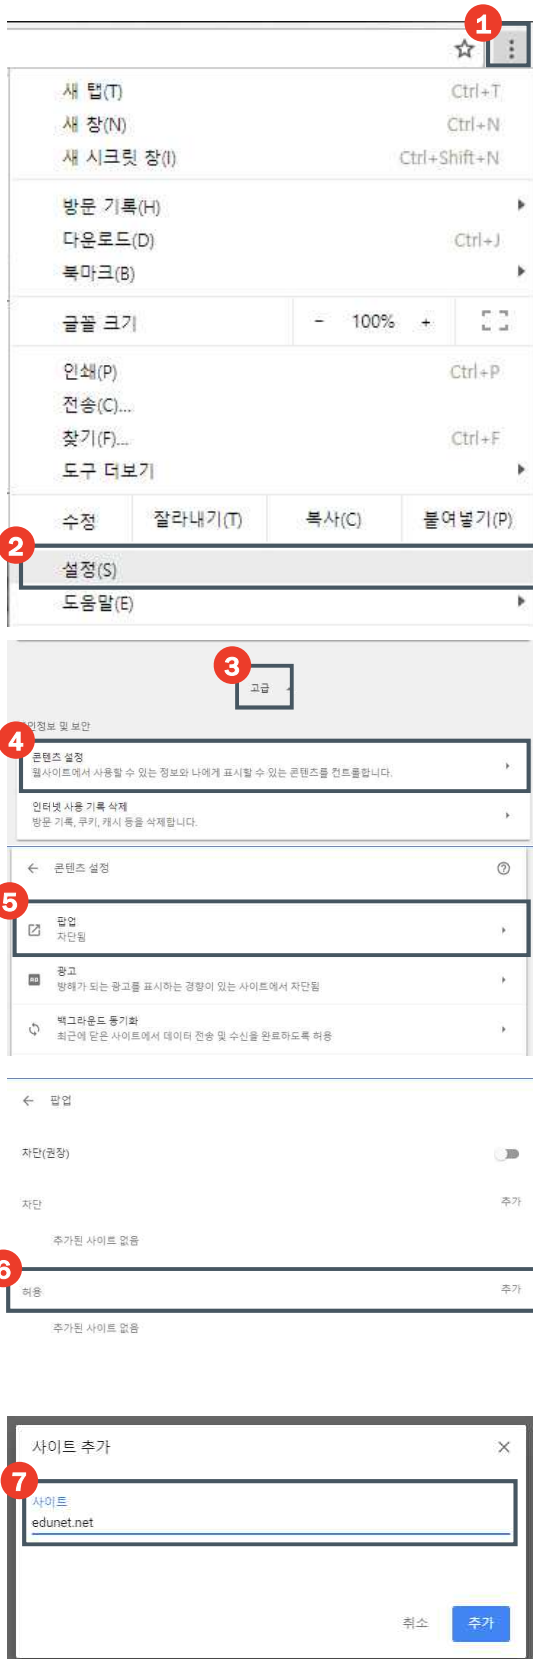 1
새 탭(T) Ctrl+T
새 창(N) Ctrl+N
새 시크릿 창(I) Ctrl+Shift+N
방문 기록(H)
다운로드(D) Ctrl+J
북마크(B)
글꼴 크기 - 100% +
인쇄(P) Ctrl+P
전송(C)...
찾기(F)... Ctrl+F
도구 더보기
수정 잘라내기(T) 복사(C) 붙여넣기(P)
2
설정(S)
도움말(E)
3
고급
인정보 및 보안
4
콘텐츠 설정
웹사이트에서 사용할 수 있는 정보와 나에게 표시할 수 있는 콘텐츠를 컨트롤합니다.
인터넷 사용 기록 삭제
방문 기록, 쿠키, 캐시 등을 삭제합니다.
콘텐츠 설정
5
팝업
차단됨
광고
방해가 되는 광고를 표시하는 경향이 있는 사이트에서 차단됨
백그라운드 동기화
최근에 닫은 사이트에서 데이터 전송 및 수신을 완료하도록 허용
팝업
차단(권장)
차단 추가
추가된 사이트 없음
6
허용 추가
추가된 사이트 없음
사이트 추가
7
사이트
edunet.net
취소 추가